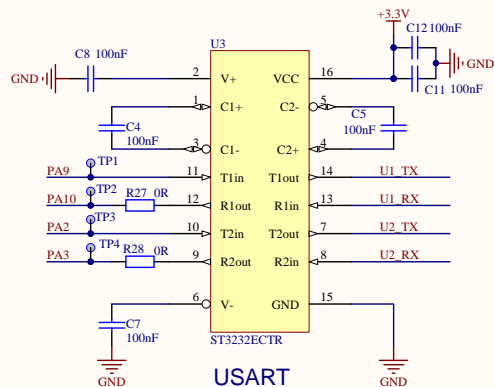 +3.3V
U3
C12 100nF
C8 100nF
GND
2
V+
VCC
16
GND
C11 100nF
1
C1+
C2-
5
C4
100nF
C5
100nF
3
C1-
C2+
4
TP1
PA9
11
T1in
T1out
14
U1_TX
TP2
PA10
R27 0R
12
R1out
R1in
13
U1_RX
TP3
PA2
10
T2in
T2out
7
U2_TX
TP4
PA3
R28 0R
9
R2out
R2in
8
U2_RX
6
V-
GND
15
C7
100nF
ST3232ECTR
GND
USART
GND